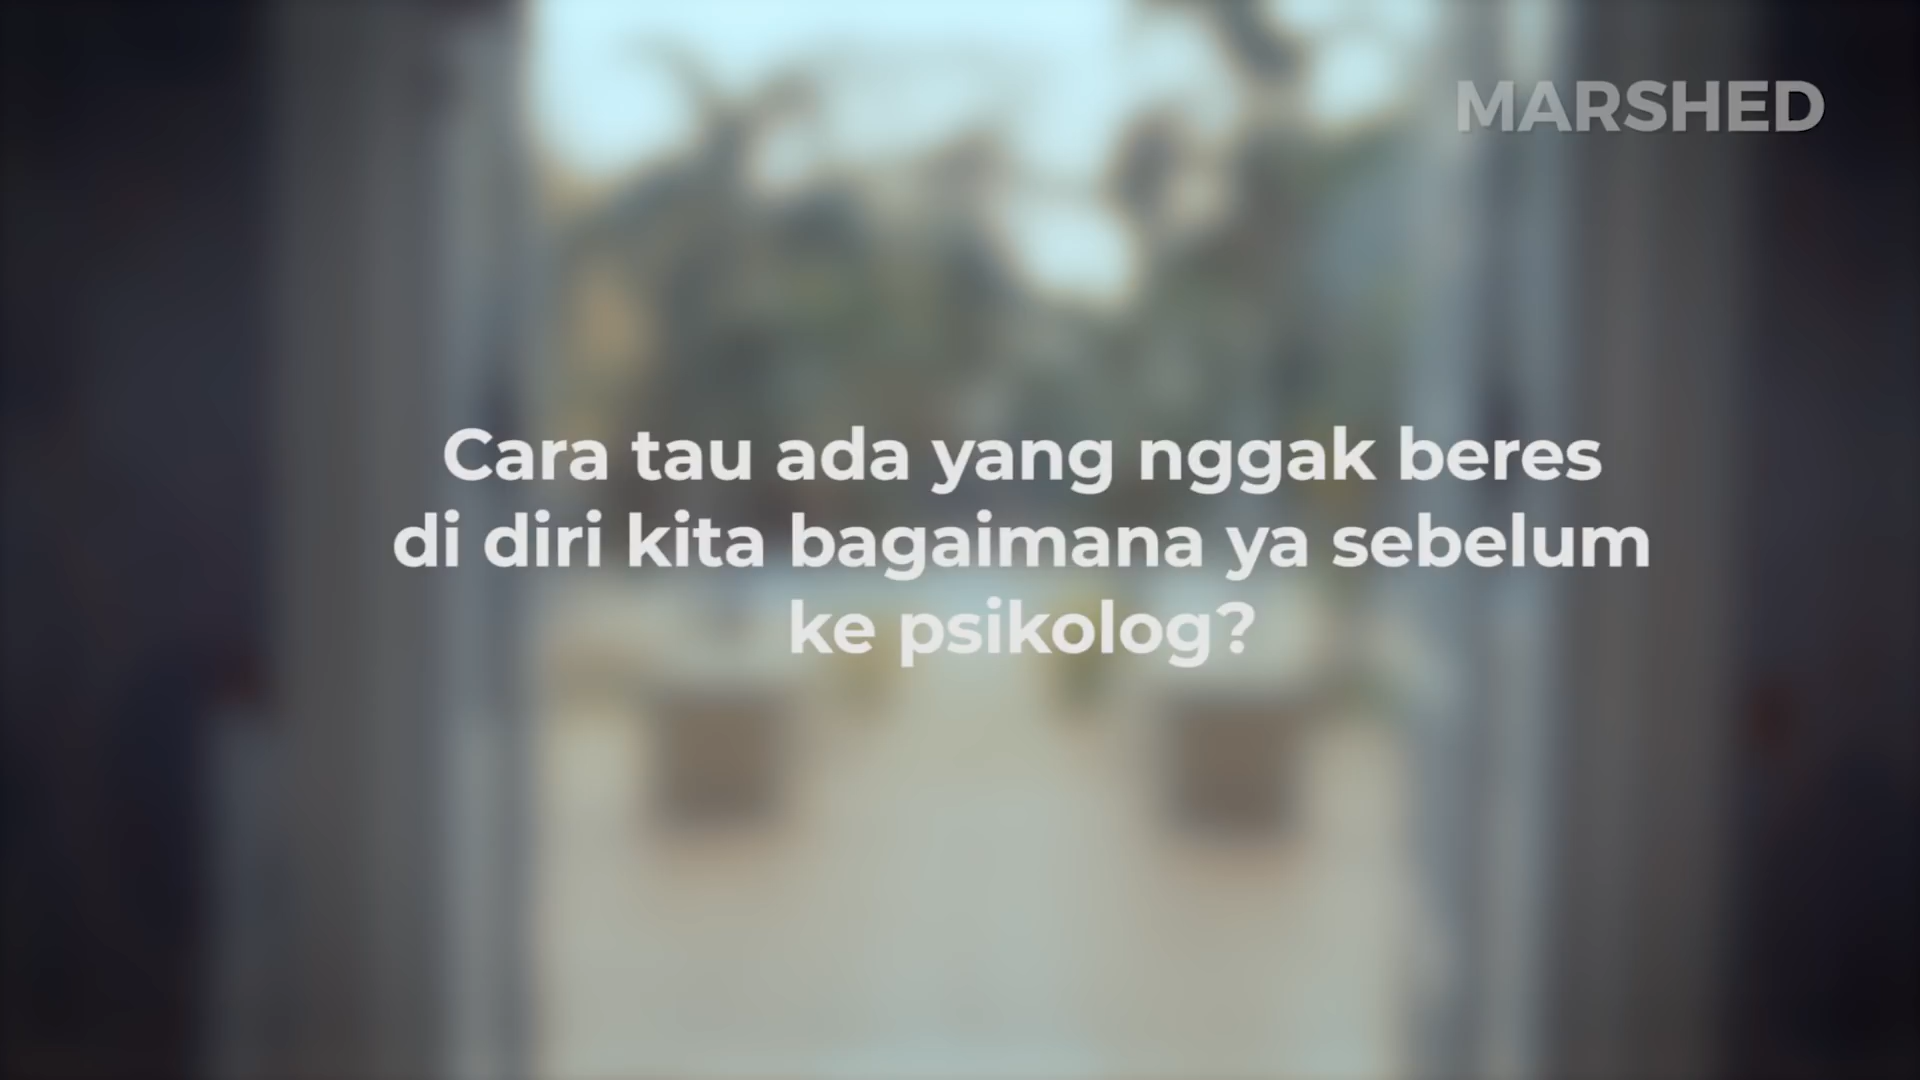 MARSHED
Cara tau ada yang nggak beres
di diri kita bagaimana ya sebelum
ke psikolog?